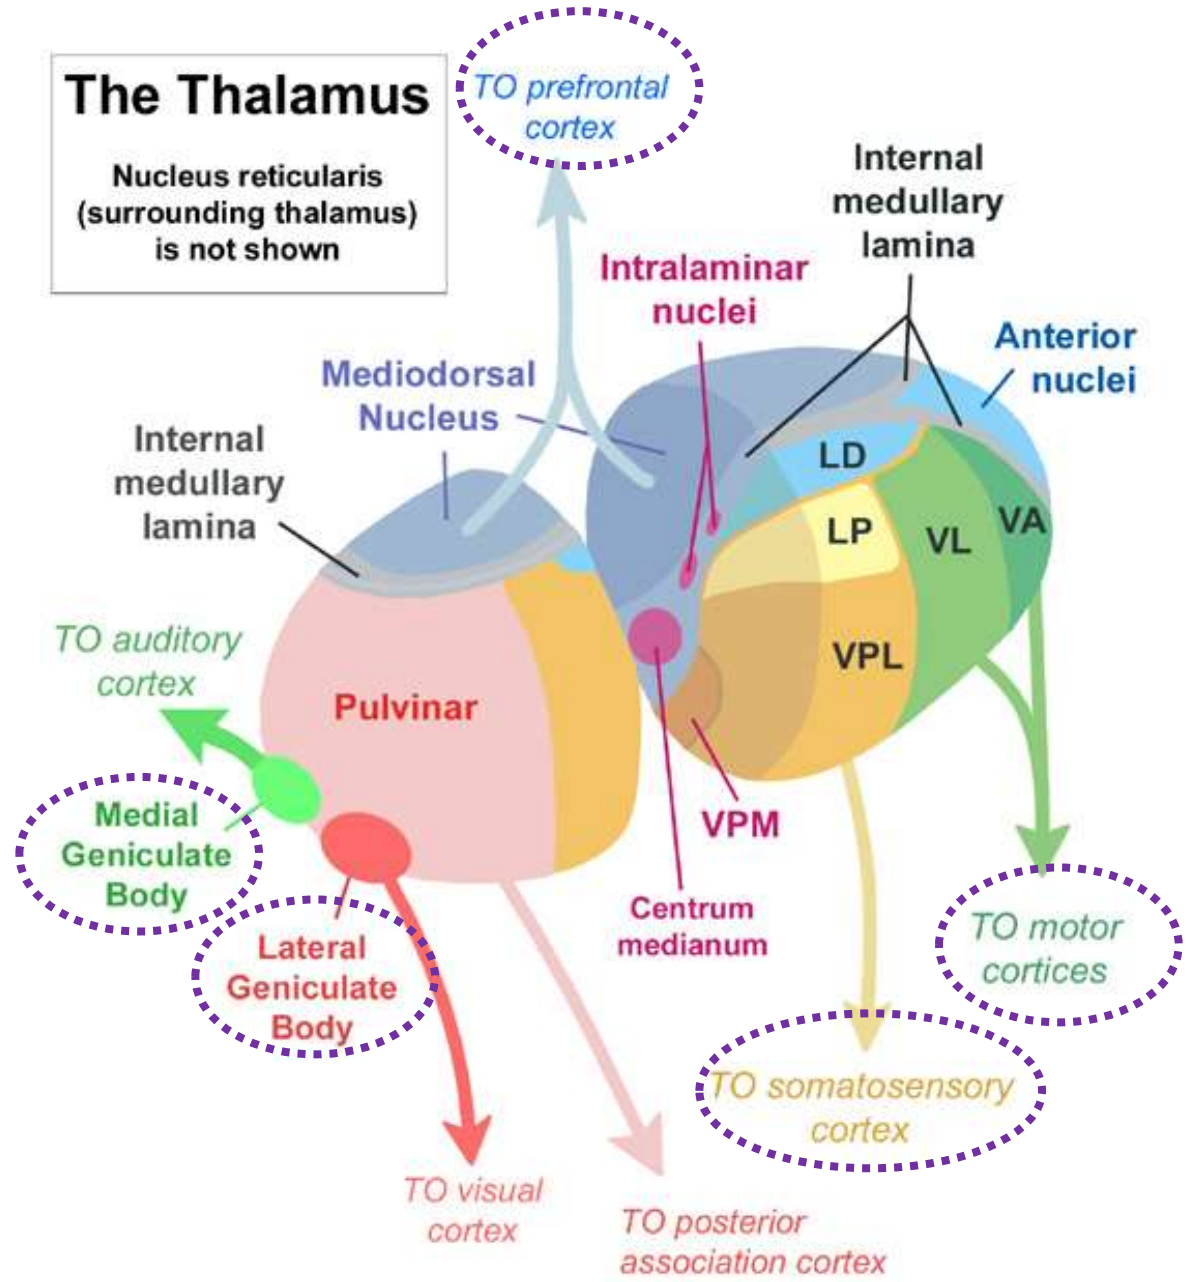 The Thalamus
Nucleus reticularis
(surrounding thalamus)
is not shown
TO prefrontal
cortex
Internal
medullary
lamina
Intralaminar
nuclei
Anterior
nuclei
Mediodorsal
Nucleus
Internal
medullary
lamina
LD
LP
VL
VA
TO auditory
cortex
VPL
Pulvinar
Medial
Geniculate
Body
VPM
Lateral
Geniculate
Body
Centrum
medianum
TO motor
cortices
TO somatosensory
cortex
TO visual
cortex
TO posterior
association cortex